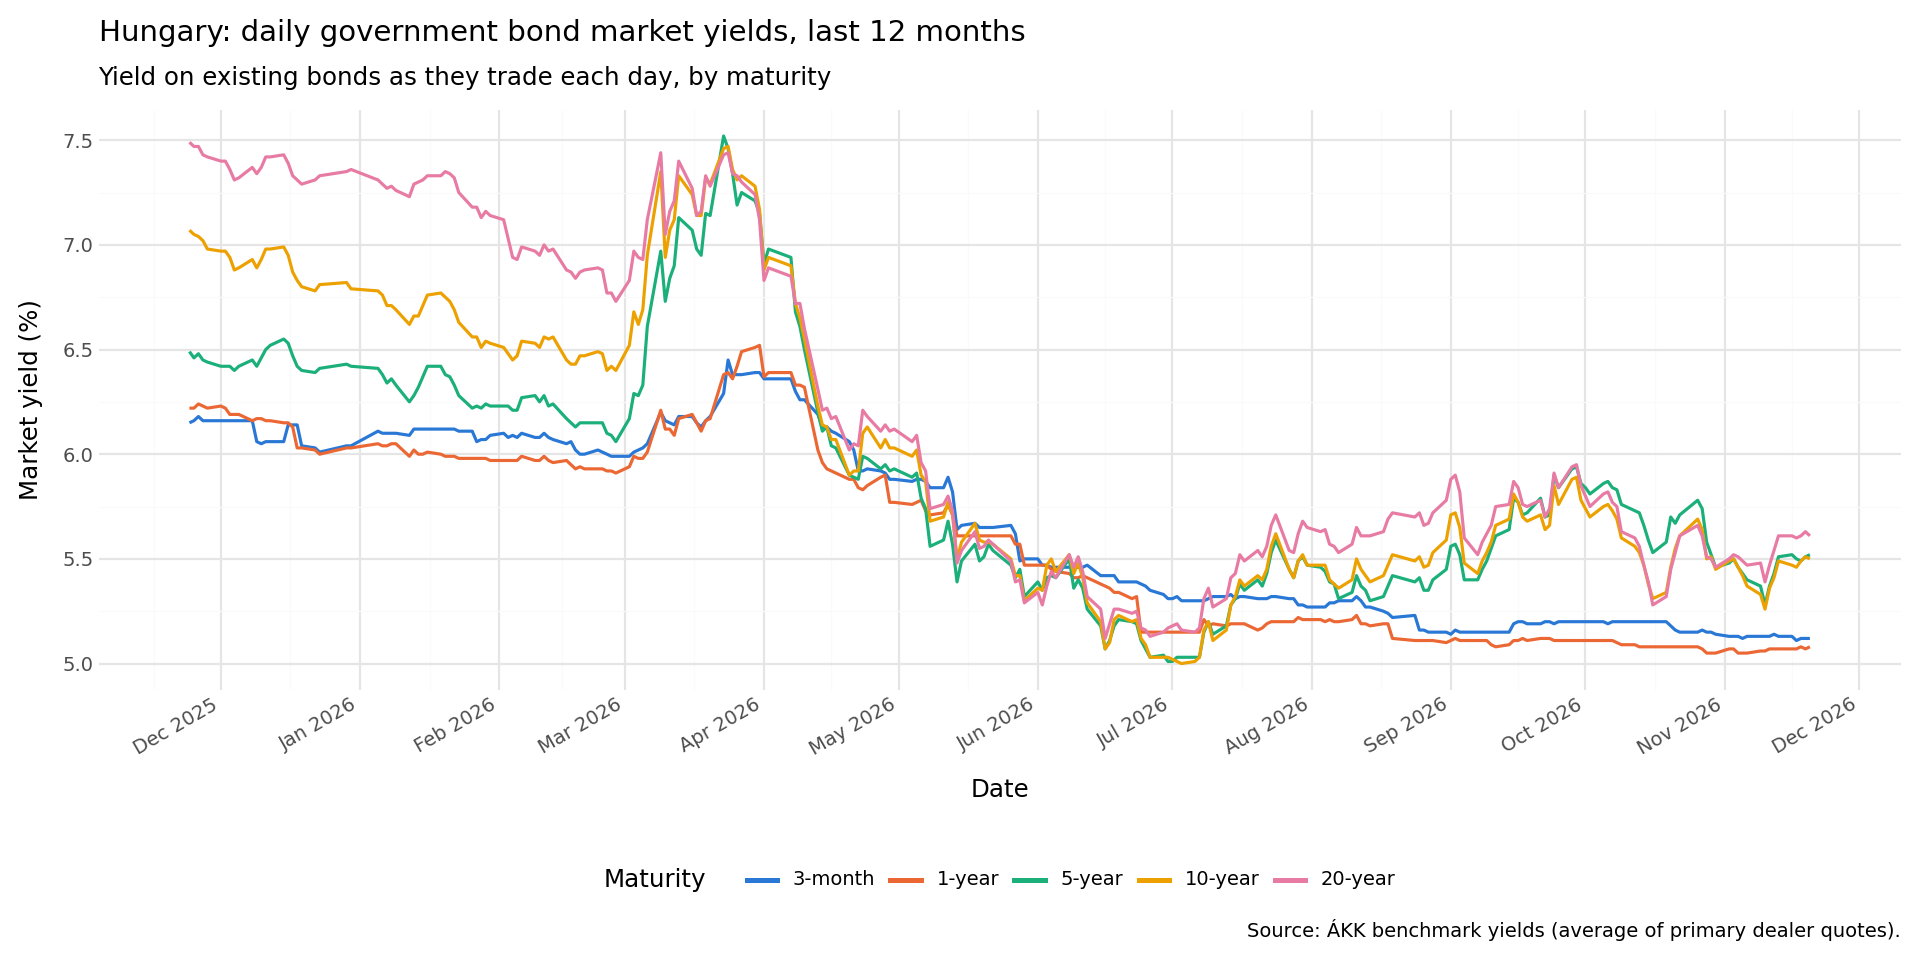 Hungary: daily government bond market yields, last 12 months
Yield on existing bonds as they trade each day, by maturity
Market yield (%)
7.5
7.0
6.5
6.0
5.5
5.0
Dec 2025
Jan 2026
Feb 2026
Mar 2026
Apr 2026
May 2026
Jun 2026
Jul 2026
Aug 2026
Sep 2026
Oct 2026
Nov 2026
Dec 2026
Date
Maturity 3-month 1-year 5-year 10-year 20-year
Source: ÁKK benchmark yields (average of primary dealer quotes).